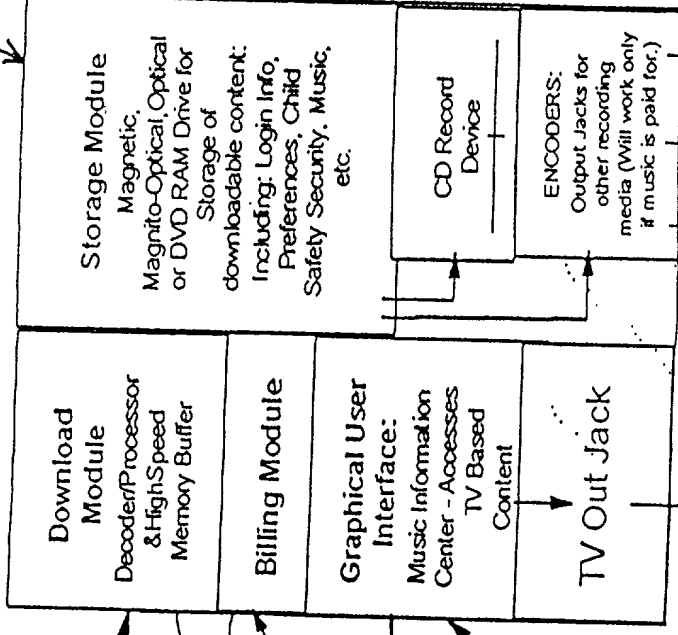 Storage Module
Magnetic,
Magnito-Optical, Optical
or DVD RAM Drive for
Storage of
downloadable content:
Including: Login Info,
Preferences, Child
Safety Security, Music,
etc.
CD Record
Device
ENCODERS:
Output Jacks for
other recording
media (Will work only
if music is paid for.)
Download
Module
Decoder/Processor
& High Speed
Memory Buffer
Billing Module
Graphical User
Interface:
Music Information
Center - Accesses
TV Based
Content
TV Out Jack